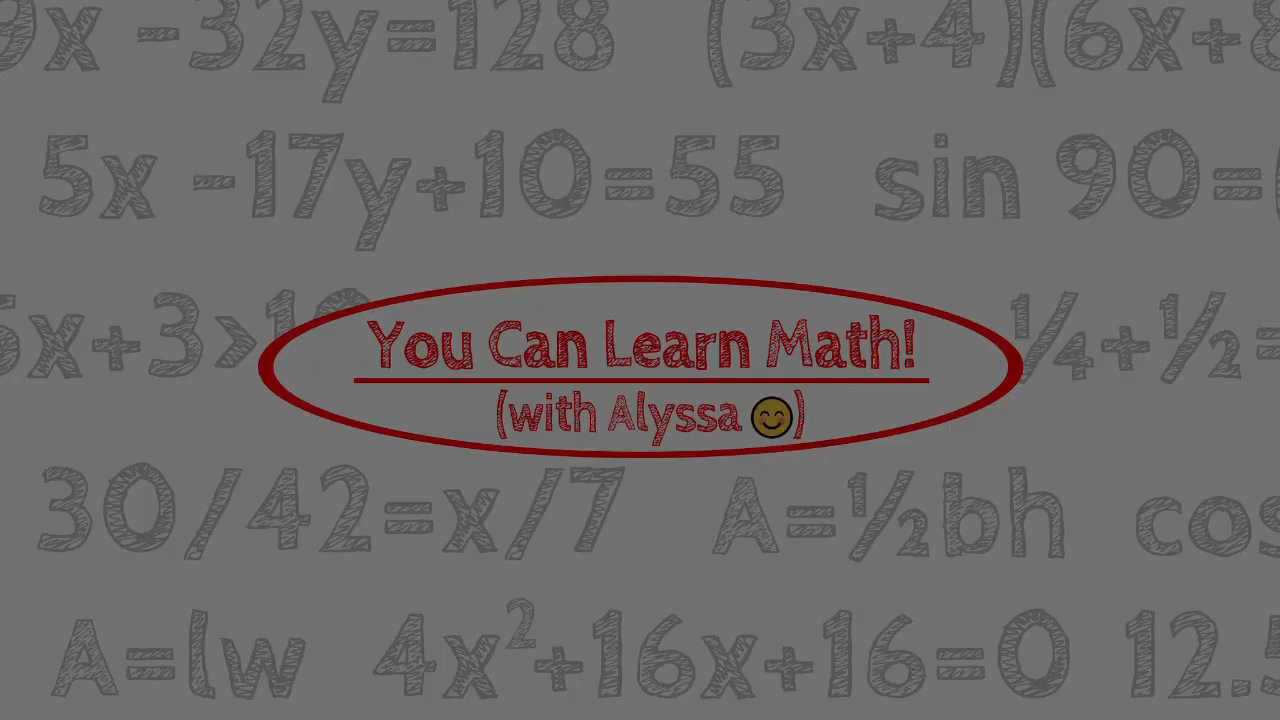 9x -32y=128 (3x+4)(6x+8
5x -17y+10=55 sin 90=
5x+3>10 ¼+½=
You Can Learn Math!
(with Alyssa 😊)
30/42=x/7 A=½bh cos
A=lw 4x²+16x+16=0 12.5